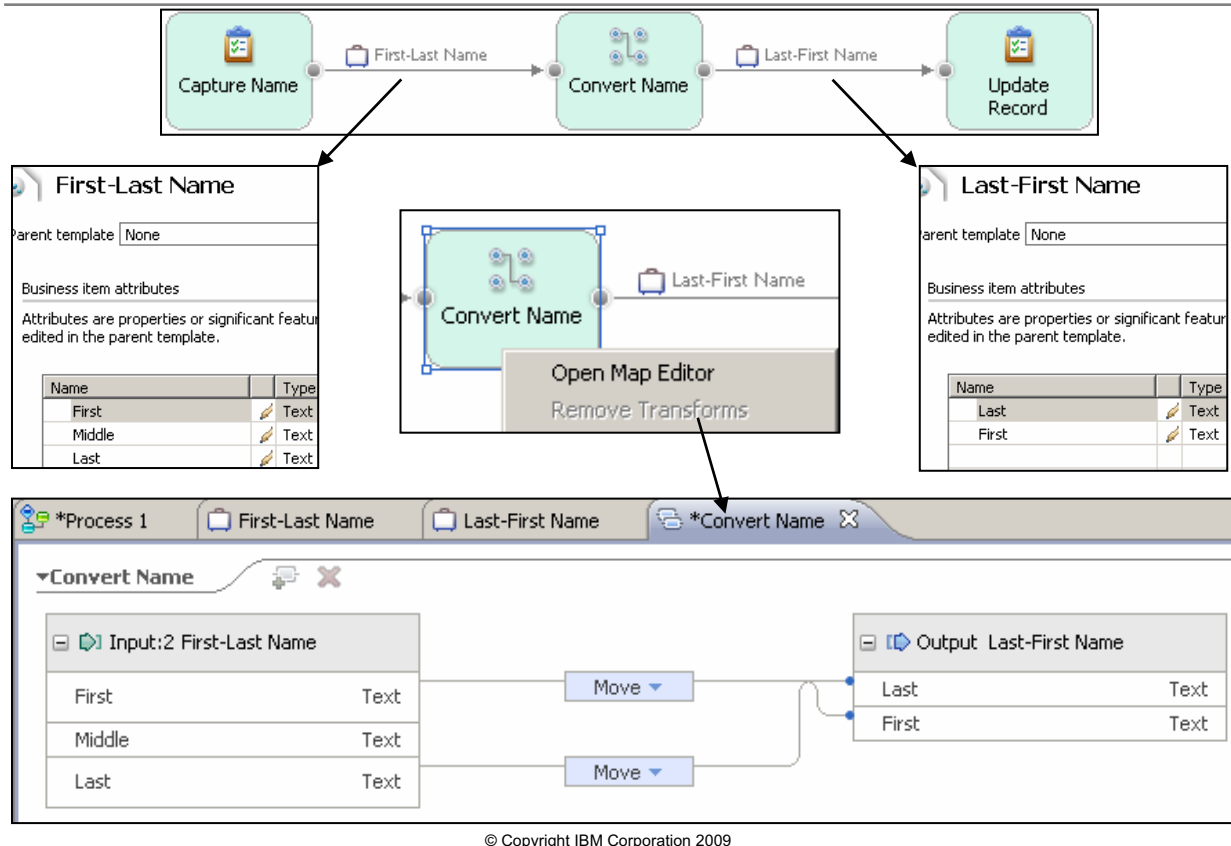 Capture Name
First-Last Name
Convert Name
Last-First Name
Update
Record
First-Last Name
Parent template None
Business item attributes
Attributes are properties or significant featur
edited in the parent template.
Name Type
First Text
Middle Text
Last Text
Convert Name
Last-First Name
Open Map Editor
Remove Transforms
Last-First Name
Parent template None
Business item attributes
Attributes are properties or significant featur
edited in the parent template.
Name Type
Last Text
First Text
*Process 1 First-Last Name Last-First Name *Convert Name
Convert Name
Input:2 First-Last Name
First Text
Middle Text
Last Text
Move
Move
Output Last-First Name
Last Text
First Text
© Copyright IBM Corporation 2009